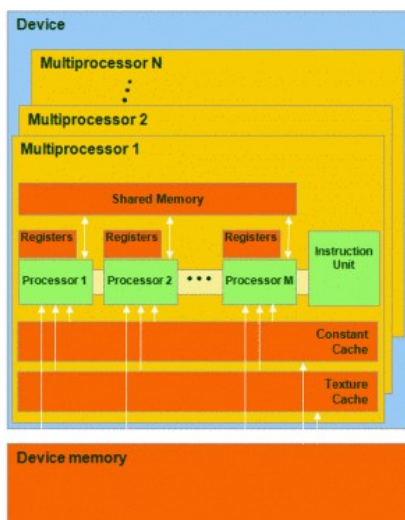 Device
Multiprocessor N
Multiprocessor 2
Multiprocessor 1
Shared Memory
Registers Registers Registers
Instruction
Unit
Processor 1 Processor 2 Processor M
Constant
Cache
Texture
Cache
Device memory